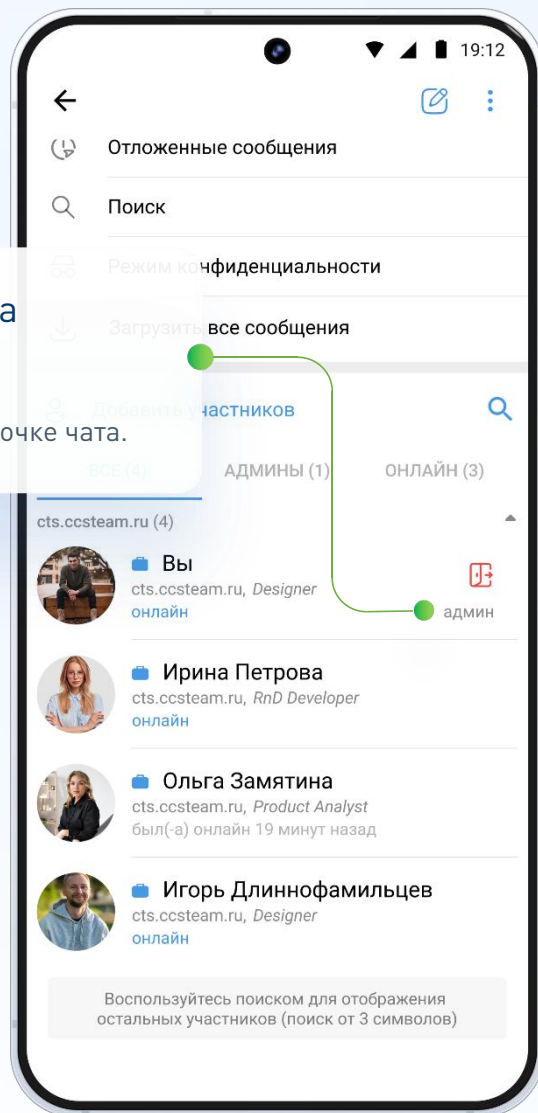 19:12
Отложенные сообщения
Поиск
Режим конфиденциальности
а
Загрузить все сообщения
Добавить участников
очке чата.
ВСЕ (4) АДМИНЫ (1) ОНЛАЙН (3)
cts.ccsteam.ru (4)
Вы
cts.ccsteam.ru, Designer
онлайн
админ
Ирина Петрова
cts.ccsteam.ru, RnD Developer
онлайн
Ольга Замятина
cts.ccsteam.ru, Product Analyst
был(-а) онлайн 19 минут назад
Игорь Длиннофамильцев
cts.ccsteam.ru, Designer
онлайн
Воспользуйтесь поиском для отображения
остальных участников (поиск от 3 символов)